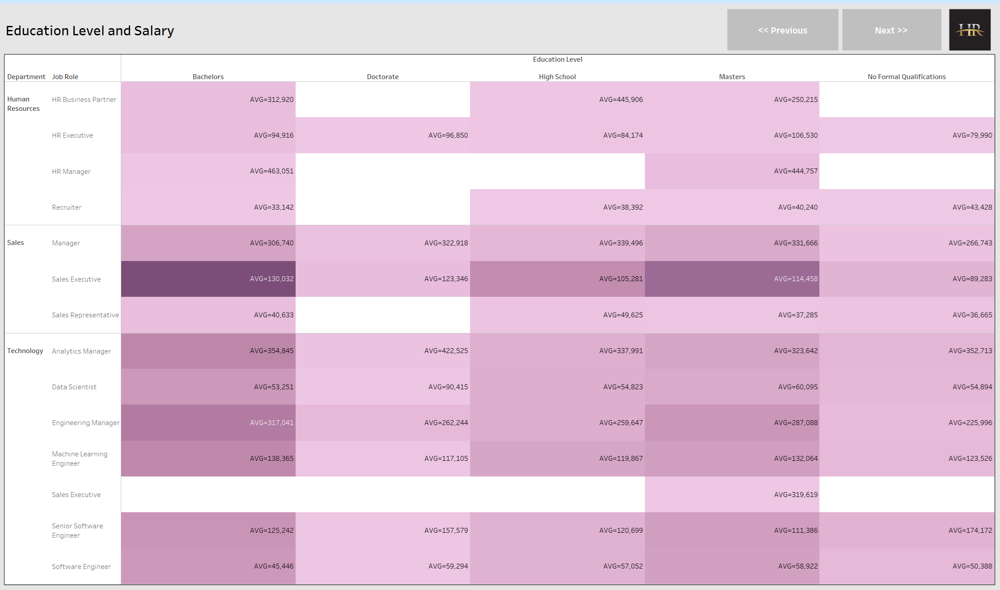 Education Level and Salary
<< Previous
Next >>
HR
Education Level
Department Job Role Bachelors Doctorate High School Masters No Formal Qualifications
Human Resources HR Business Partner AVG=312,920 AVG=445,906 AVG=250,215
HR Executive AVG=94,916 AVG=96,850 AVG=84,174 AVG=106,530 AVG=79,990
HR Manager AVG=463,051 AVG=444,757
Recruiter AVG=33,142 AVG=38,392 AVG=40,240 AVG=43,428
Sales Manager AVG=306,740 AVG=322,918 AVG=339,496 AVG=331,666 AVG=266,743
Sales Executive AVG=130,032 AVG=123,346 AVG=105,281 AVG=114,458 AVG=89,283
Sales Representative AVG=40,633 AVG=49,625 AVG=37,285 AVG=36,665
Technology Analytics Manager AVG=354,845 AVG=422,525 AVG=337,991 AVG=323,642 AVG=352,713
Data Scientist AVG=53,251 AVG=90,415 AVG=54,823 AVG=60,095 AVG=54,894
Engineering Manager AVG=317,041 AVG=262,244 AVG=259,647 AVG=287,088 AVG=225,996
Machine Learning Engineer AVG=138,365 AVG=117,105 AVG=119,867 AVG=132,064 AVG=123,526
Sales Executive AVG=319,619
Senior Software Engineer AVG=125,242 AVG=157,579 AVG=120,699 AVG=111,386 AVG=174,172
Software Engineer AVG=45,446 AVG=59,294 AVG=57,052 AVG=58,922 AVG=50,388